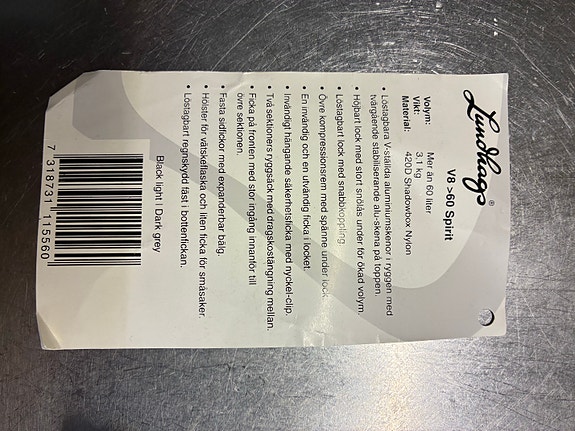 Lundhags®
V8 >60 Spirit
Volym: Mer än 60 liter
Vikt: 3.1 kg
Material: 420D Shadowbox Nylon
• Löstagbara V-ställda aluminiumskenor i ryggen med
tvärgående stabiliserande alu-skena på toppen.
• Höjbart lock med stort snölås under för ökad volym.
• Löstagbart lock med snabbkoppling.
• Övre kompressionsrem med spänne under lock.
• En invändig och en utvändig ficka i locket.
• Invändigt hängande säkerhetsficka med nyckel-clip.
• Två sektioners ryggsäck med dragskostängning mellan.
• Ficka på fronten med stor ingång innanför till
övre sektionen.
• Fasta sidfickor med expanderbar bälg.
• Hölster för vätskeflaska och liten ficka för småsaker.
• Löstagbart regnskydd fäst i bottenfickan.
Black light | Dark grey
7 318731 115560